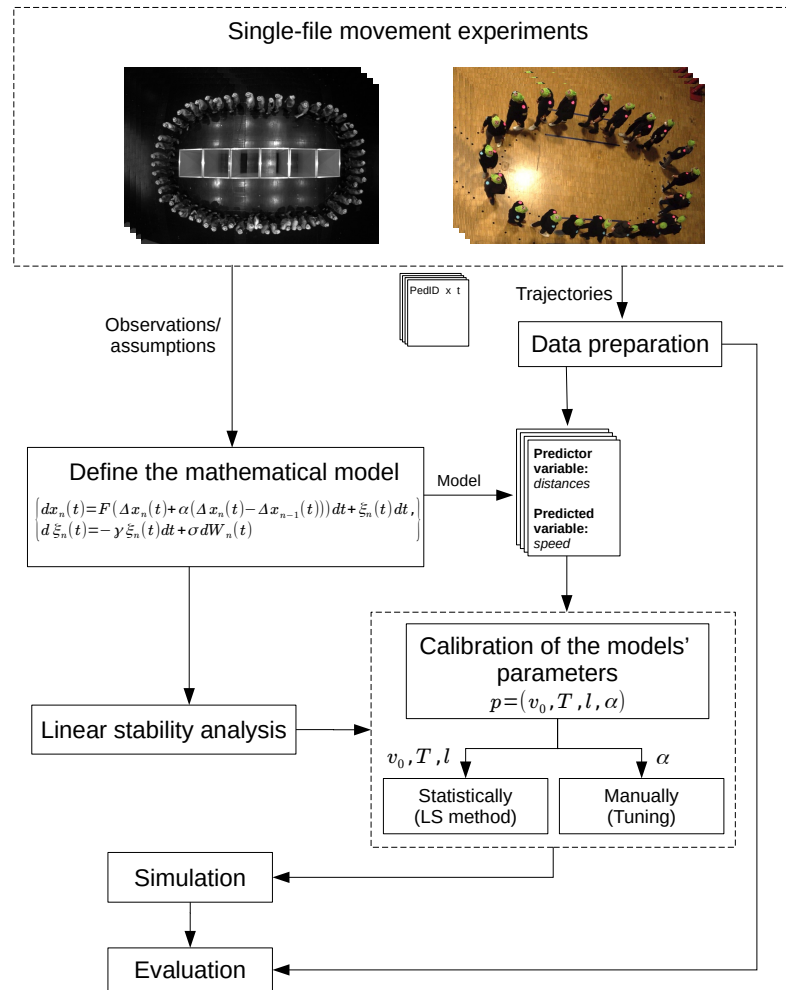 Single-file movement experiments
PedID x t
Trajectories
Observations/
assumptions
Data preparation
Define the mathematical model
{dx_n(t)=F(Δx_n(t)+α(Δx_n(t)−Δx_{n−1}(t)))dt+ξ_n(t)dt,
dξ_n(t)=−γξ_n(t)dt+σdW_n(t)}
Model
Predictor
variable:
distances
Predicted
variable:
speed
Calibration of the models’
parameters
p=(v_0,T,l,α)
Linear stability analysis
v_0,T,l
α
Statistically
(LS method)
Manually
(Tuning)
Simulation
Evaluation